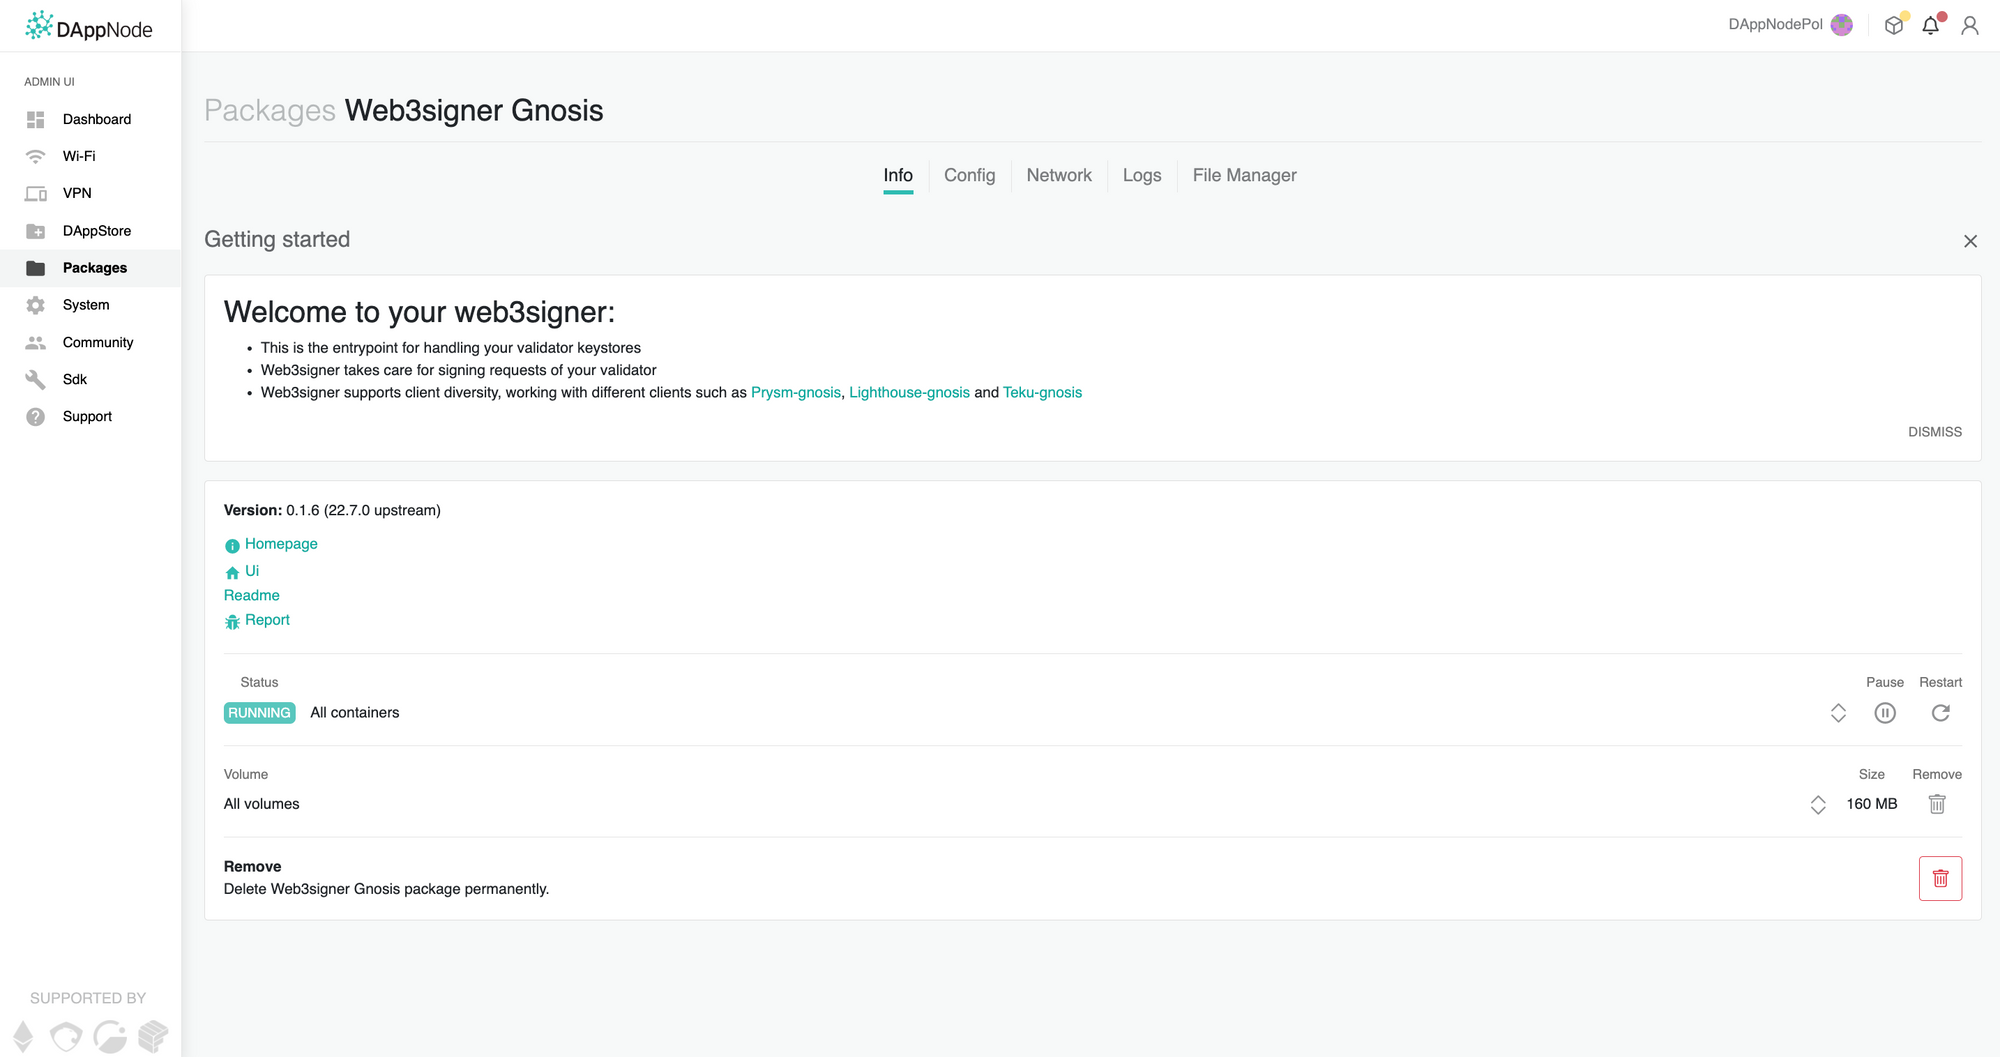 DAppNode
DAppNodePol
ADMIN UI
Dashboard
Wi-Fi
VPN
DAppStore
Packages
System
Community
Sdk
Support
SUPPORTED BY
Packages Web3signer Gnosis
Info
Config
Network
Logs
File Manager
Getting started
Welcome to your web3signer:
• This is the entrypoint for handling your validator keystores
• Web3signer takes care for signing requests of your validator
• Web3signer supports client diversity, working with different clients such as Prysm-gnosis, Lighthouse-gnosis and Teku-gnosis
DISMISS
Version: 0.1.6 (22.7.0 upstream)
Homepage
Ui
Readme
Report
Status Pause Restart
RUNNING All containers
Volume Size Remove
All volumes 160 MB
Remove
Delete Web3signer Gnosis package permanently.